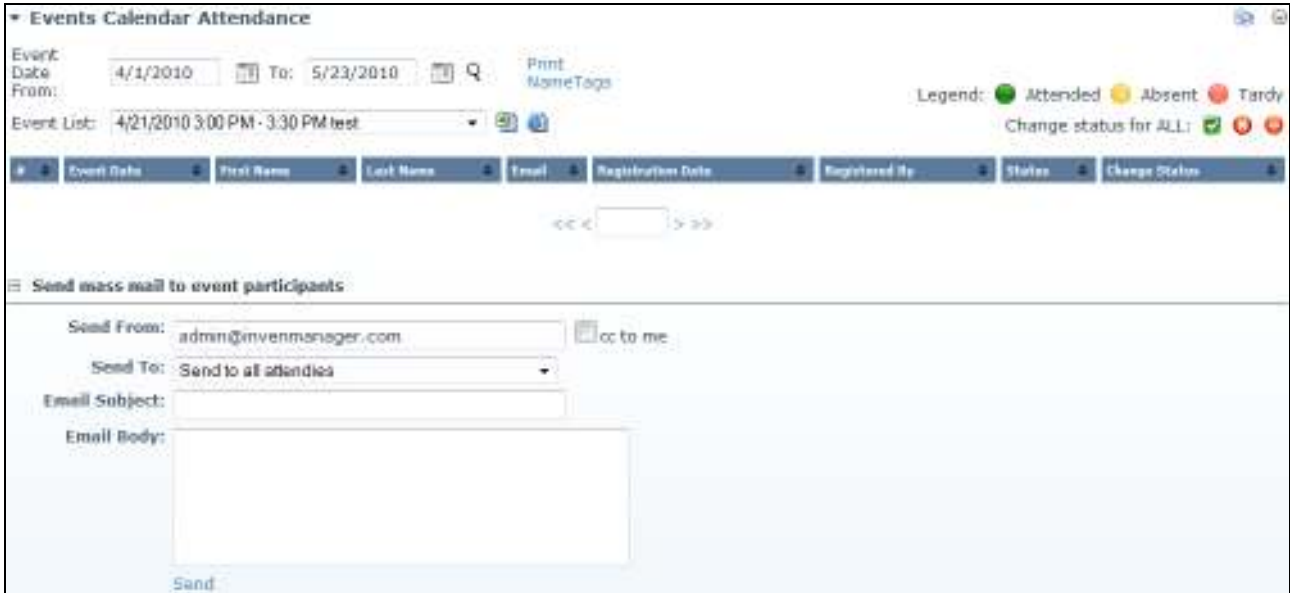 Events Calendar Attendance
Event Date From: 4/1/2010 To: 5/23/2010 Print NameTags
Legend: Attended Absent Tardy
Event List: 4/21/2010 3:00 PM - 3:30 PM test
Change status for ALL:
# Event Date First Name Last Name Email Registration Date Registered By Status Change Status
<< < > >>
Send mass mail to event participants
Send From: admin@invenmanager.com cc to me
Send To: Send to all attendies
Email Subject:
Email Body:
Send